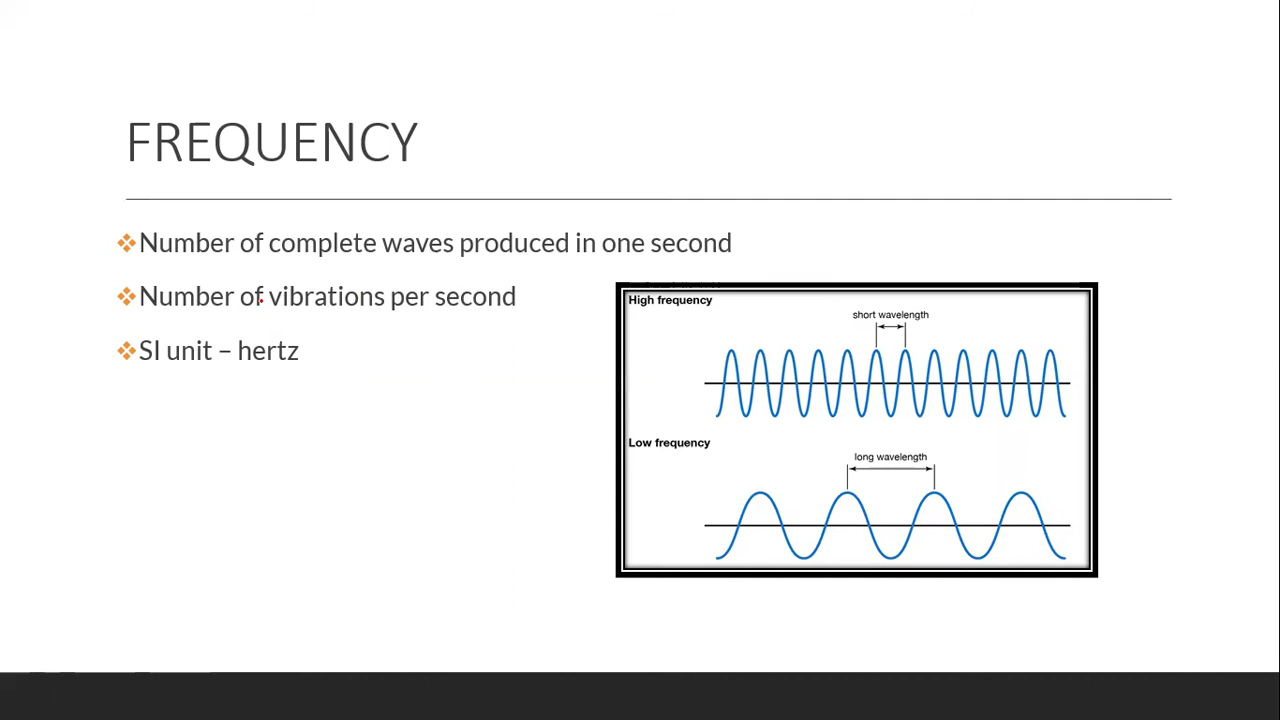 FREQUENCY
Number of complete waves produced in one second
Number of vibrations per second
SI unit – hertz
High frequency
short wavelength
Low frequency
long wavelength